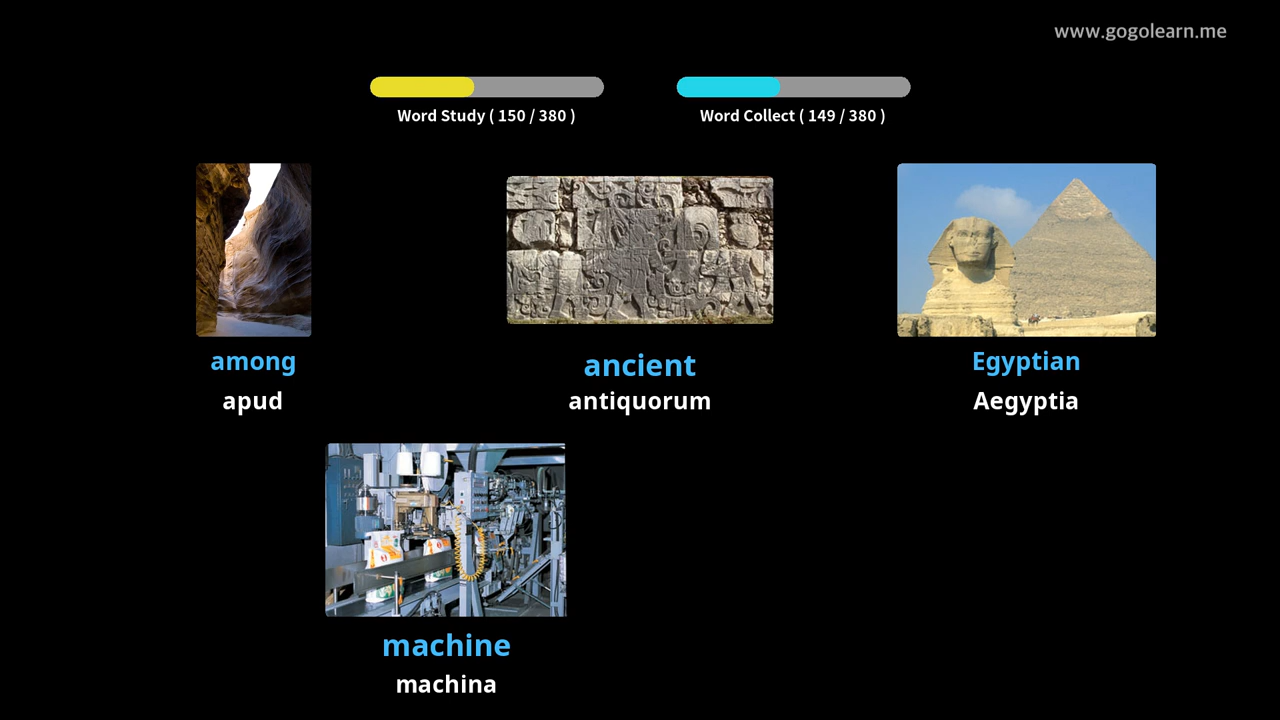 www.gogolearn.me
Word Study ( 150 / 380 )
Word Collect ( 149 / 380 )
among
apud
ancient
antiquorum
Egyptian
Aegyptia
machine
machina